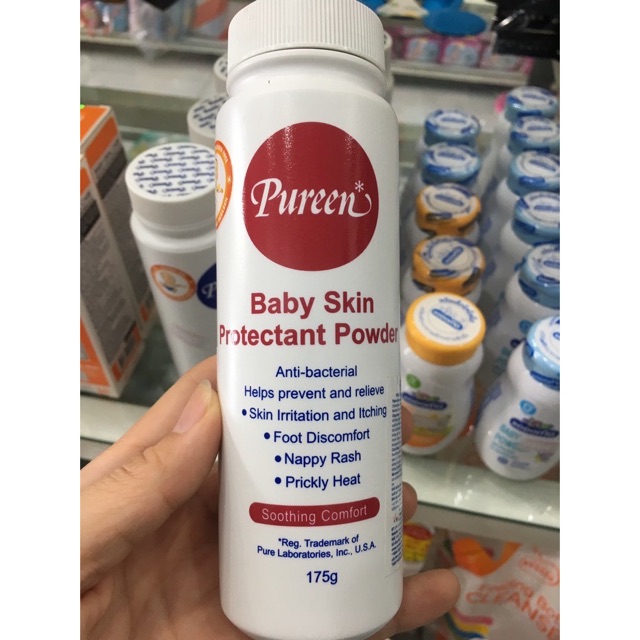 Pureen*
Baby Skin
Protectant Powder
Anti-bacterial
Helps prevent and relieve
• Skin Irritation and Itching
• Foot Discomfort
• Nappy Rash
• Prickly Heat
Soothing Comfort
*Reg. Trademark of
Pure Laboratories, Inc., U.S.A.
175g